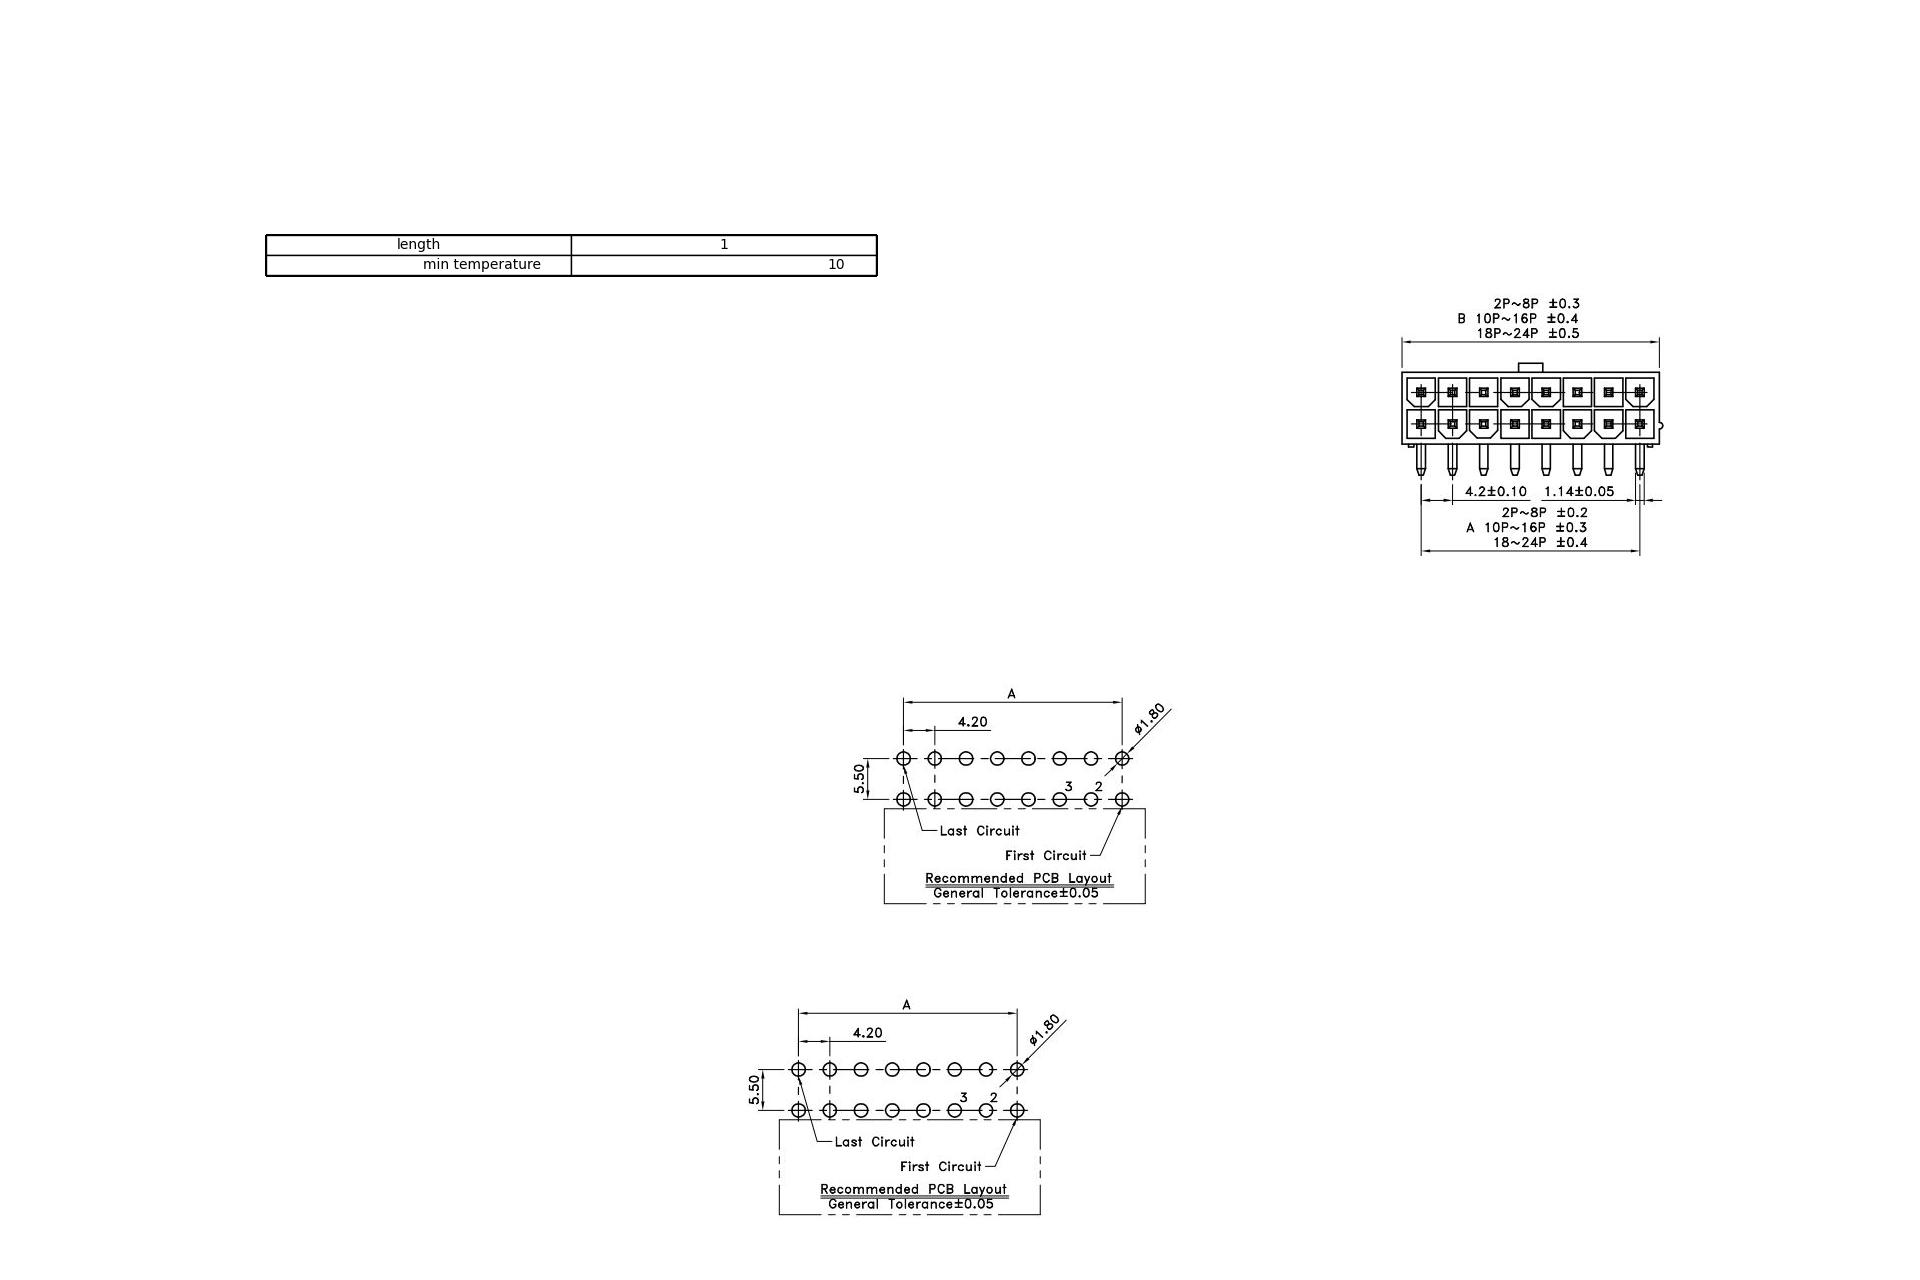 length 1
min temperature 10
2P~8P ±0.3
B 10P~16P ±0.4
18P~24P ±0.5
4.2±0.10 1.14±0.05
2P~8P ±0.2
A 10P~16P ±0.3
18~24P ±0.4
A
ø1.80
4.20
5.50
3 2
Last Circuit
First Circuit
Recommended PCB Layout
General Tolerance±0.05
A
ø1.80
4.20
5.50
3 2
Last Circuit
First Circuit
Recommended PCB Layout
General Tolerance±0.05